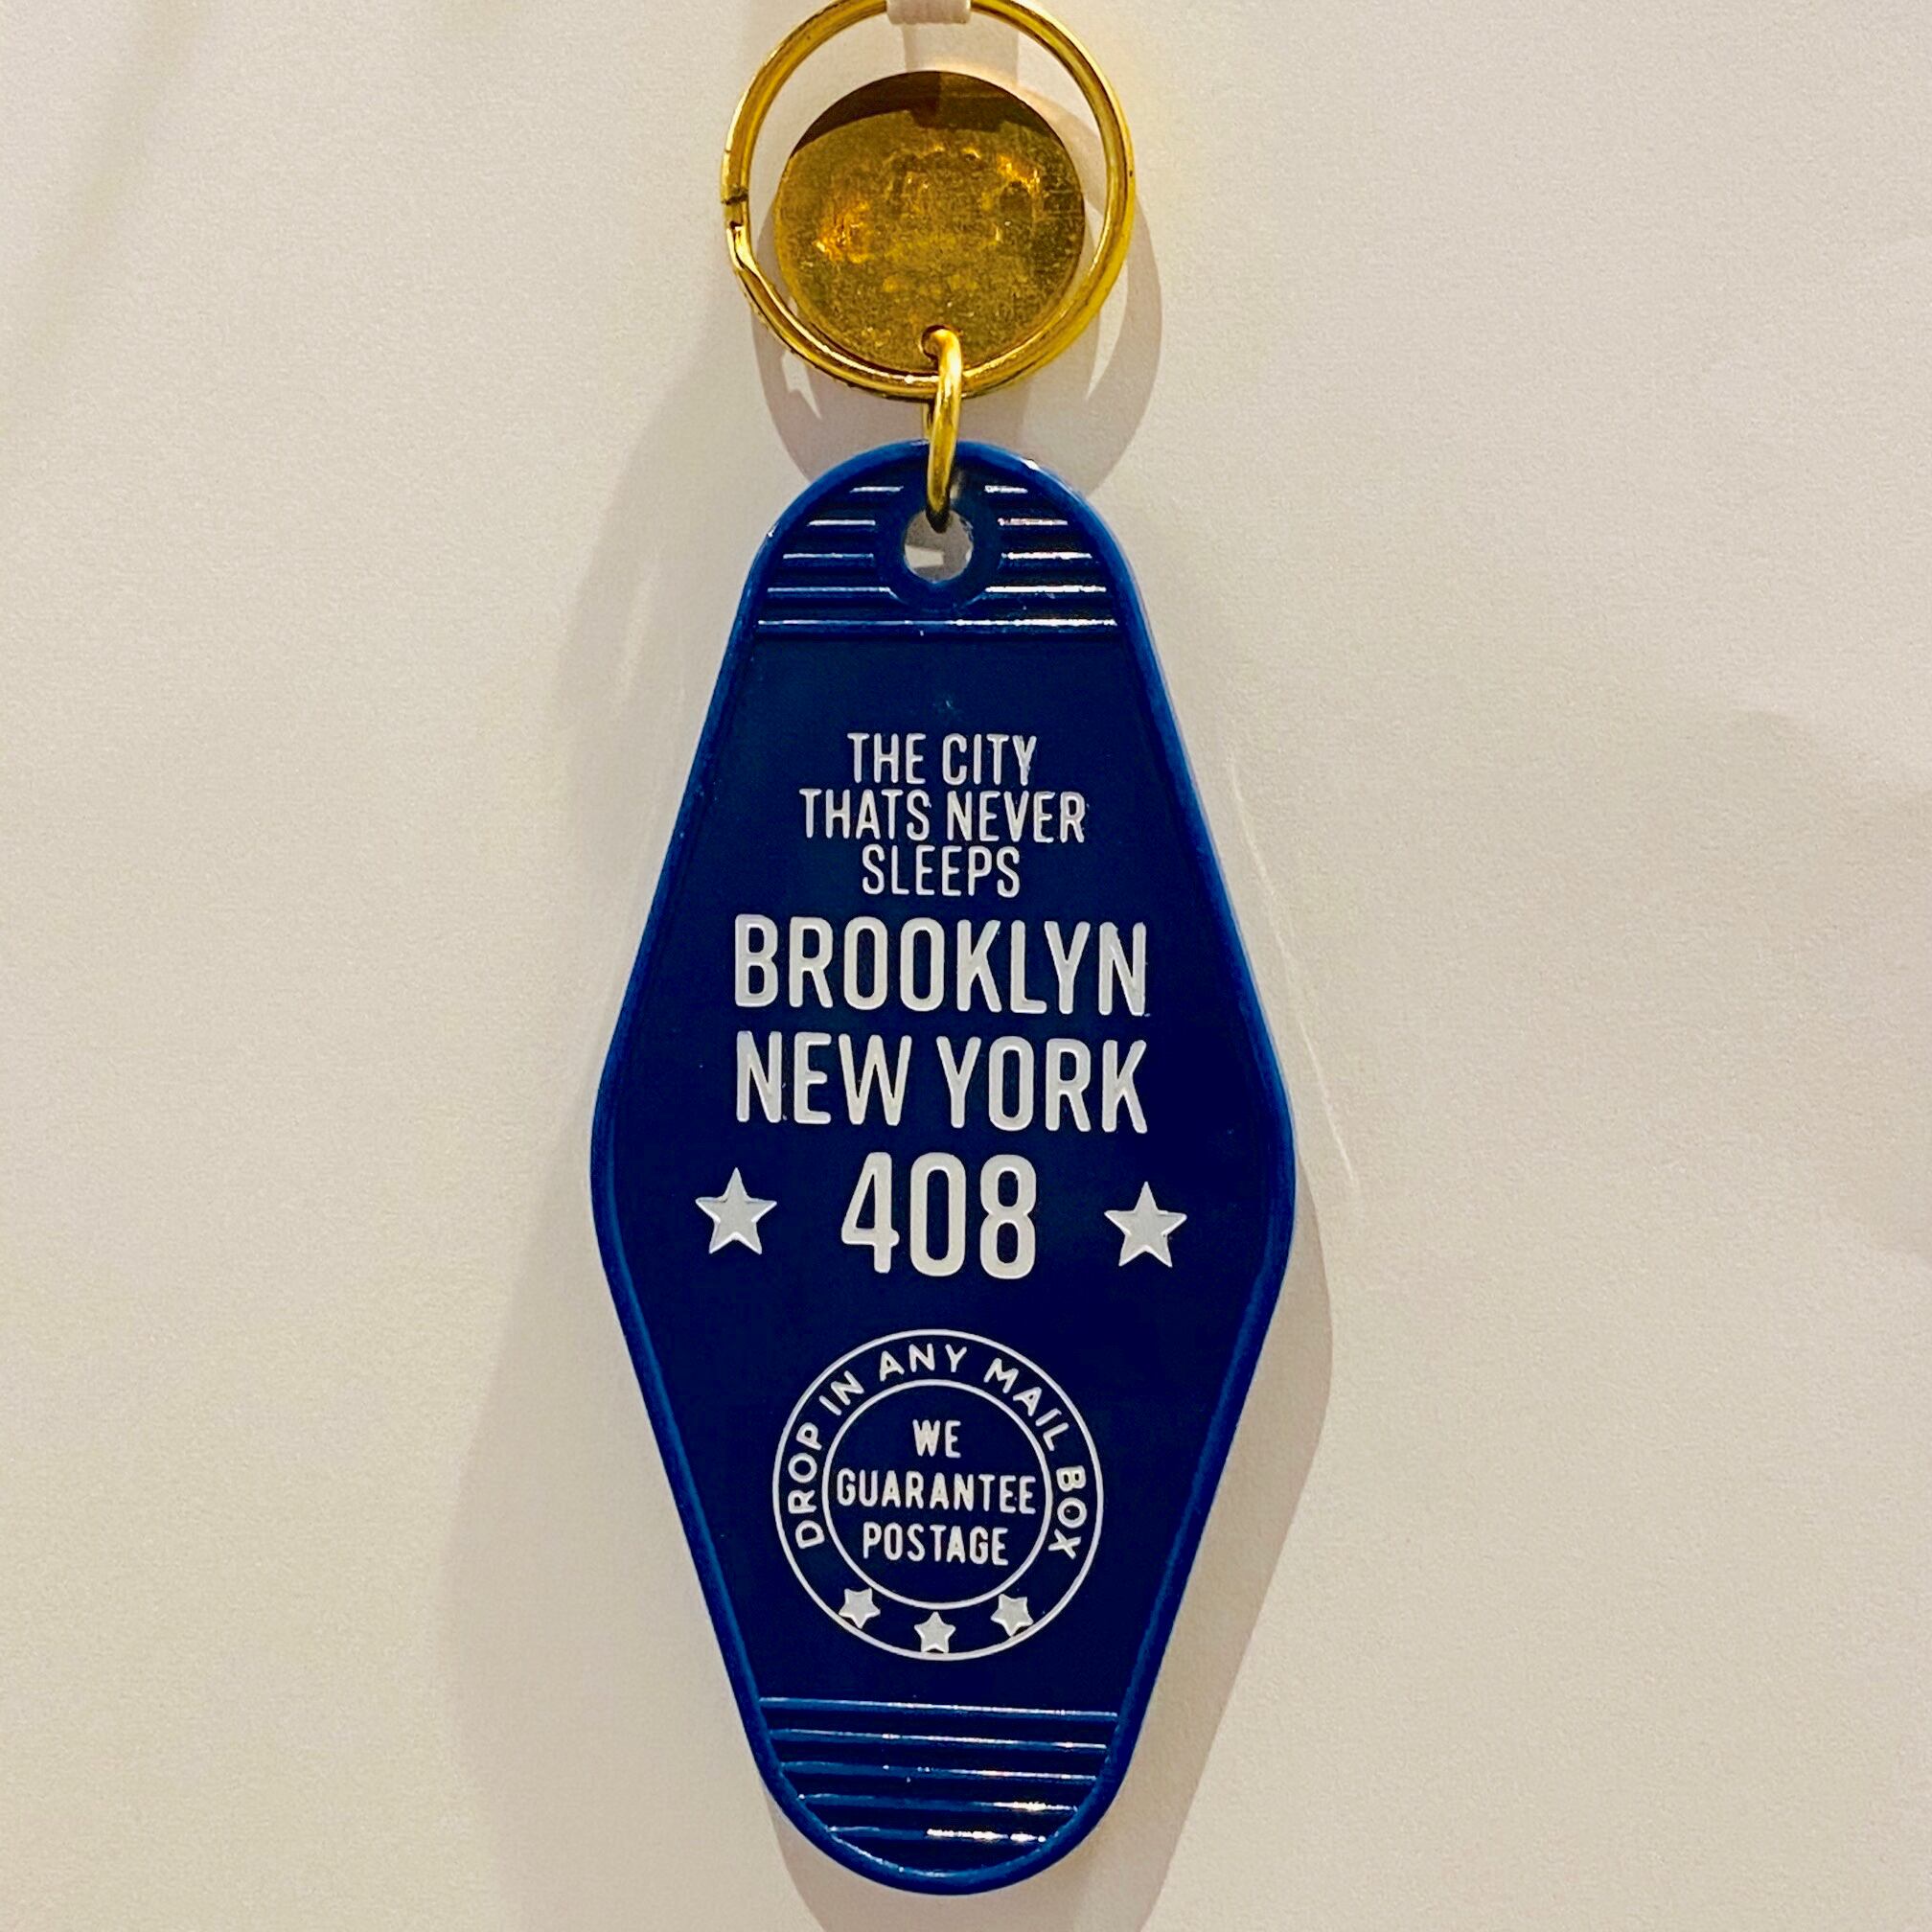 THE CITY
THATS NEVER
SLEEPS
BROOKLYN
NEW YORK
408
DROP IN ANY MAIL BOX
WE
GUARANTEE
POSTAGE